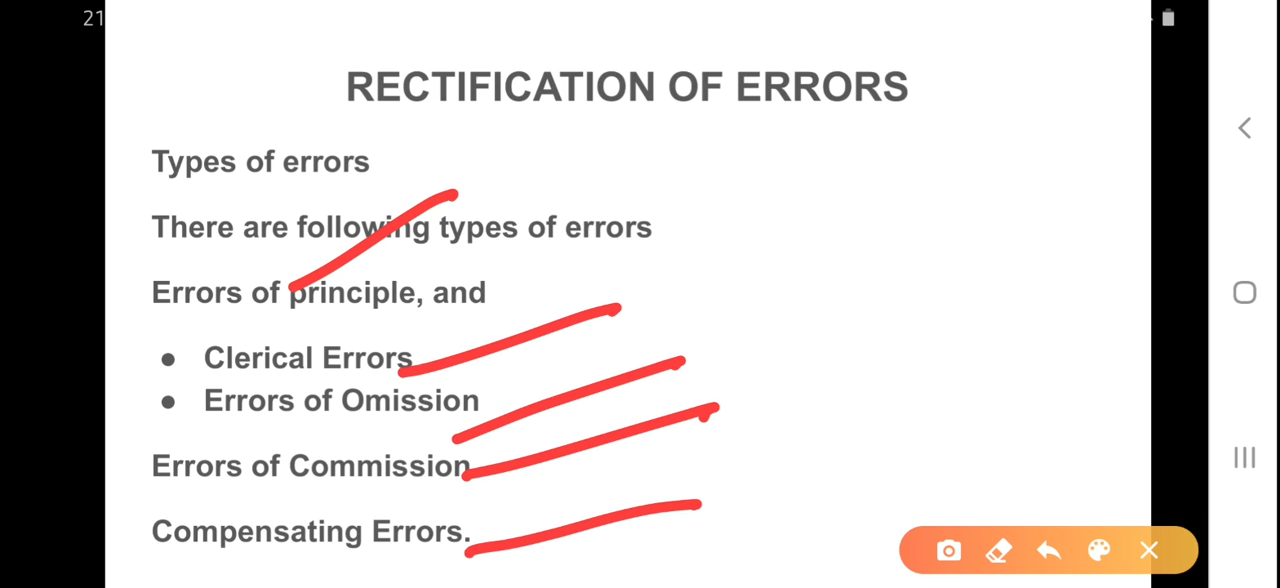 21
RECTIFICATION OF ERRORS
Types of errors
There are following types of errors
Errors of principle, and
● Clerical Errors
● Errors of Omission
Errors of Commission
Compensating Errors.